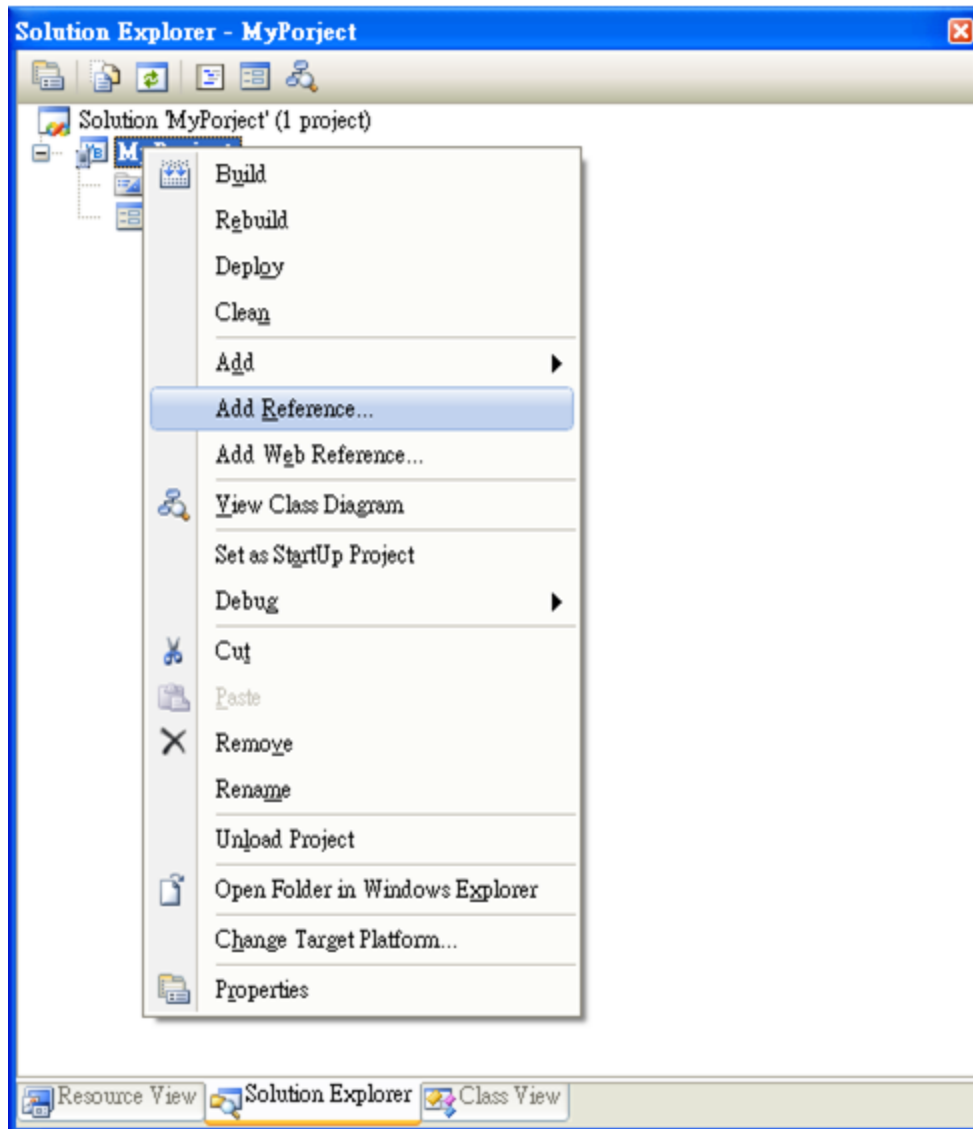 Solution Explorer - MyPorject
Solution 'MyPorject' (1 project)
Build
Rebuild
Deploy
Clean
Add
Add Reference...
Add Web Reference...
View Class Diagram
Set as StartUp Project
Debug
Cut
Paste
Remove
Rename
Unload Project
Open Folder in Windows Explorer
Change Target Platform...
Properties
Resource View Solution Explorer Class View